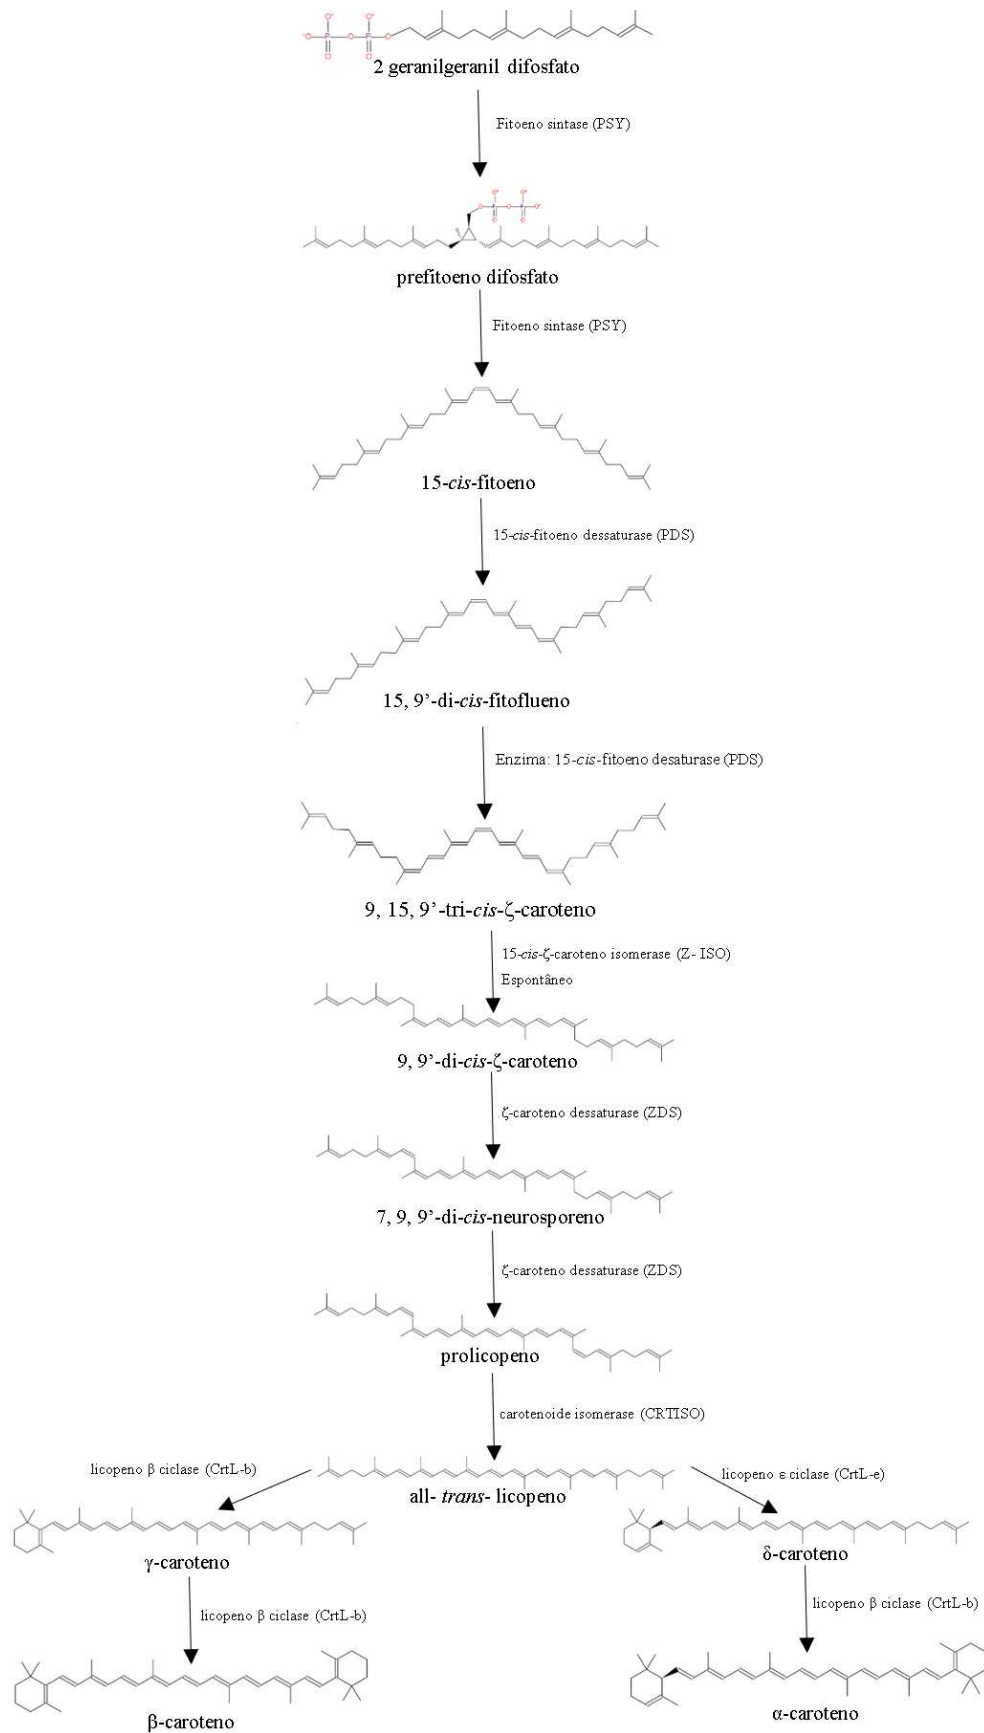 2 geranilgeranil difosfato
Fitoeno sintase (PSY)
prefitoeno difosfato
Fitoeno sintase (PSY)
15-cis-fitoeno
15-cis-fitoeno dessaturase (PDS)
15, 9’-di-cis-fitoflueno
Enzima: 15-cis-fitoeno desaturase (PDS)
9, 15, 9’-tri-cis-ζ-caroteno
15-cis-ζ-caroteno isomerase (Z- ISO)
Espontâneo
9, 9’-di-cis-ζ-caroteno
ζ-caroteno dessaturase (ZDS)
7, 9, 9’-di-cis-neurosporeno
ζ-caroteno dessaturase (ZDS)
prolicopeno
carotenoide isomerase (CRTISO)
licopeno β ciclase (CrtL-b)
licopeno ε ciclase (CrtL-e)
all- trans- licopeno
γ-caroteno
δ-caroteno
licopeno β ciclase (CrtL-b)
licopeno β ciclase (CrtL-b)
β-caroteno
α-caroteno